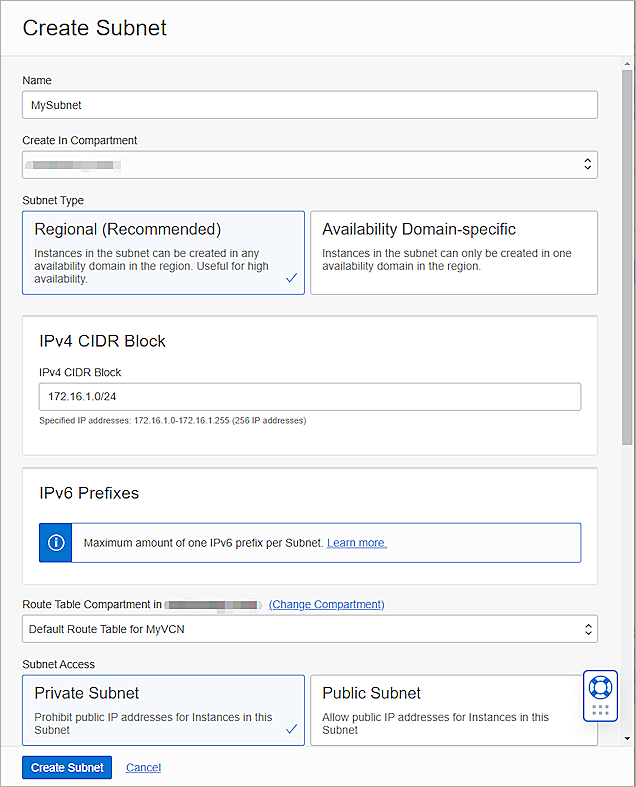 Create Subnet
Name
MySubnet
Create In Compartment
Subnet Type
Regional (Recommended)
Instances in the subnet can be created in any
availability domain in the region. Useful for high
availability.
Availability Domain-specific
Instances in the subnet can only be created in one
availability domain in the region.
IPv4 CIDR Block
IPv4 CIDR Block
172.16.1.0/24
Specified IP addresses: 172.16.1.0-172.16.1.255 (256 IP addresses)
IPv6 Prefixes
Maximum amount of one IPv6 prefix per Subnet. Learn more.
Route Table Compartment in (Change Compartment)
Default Route Table for MyVCN
Subnet Access
Private Subnet
Prohibit public IP addresses for Instances in this
Subnet
Public Subnet
Allow public IP addresses for Instances in this
Subnet
Create Subnet Cancel